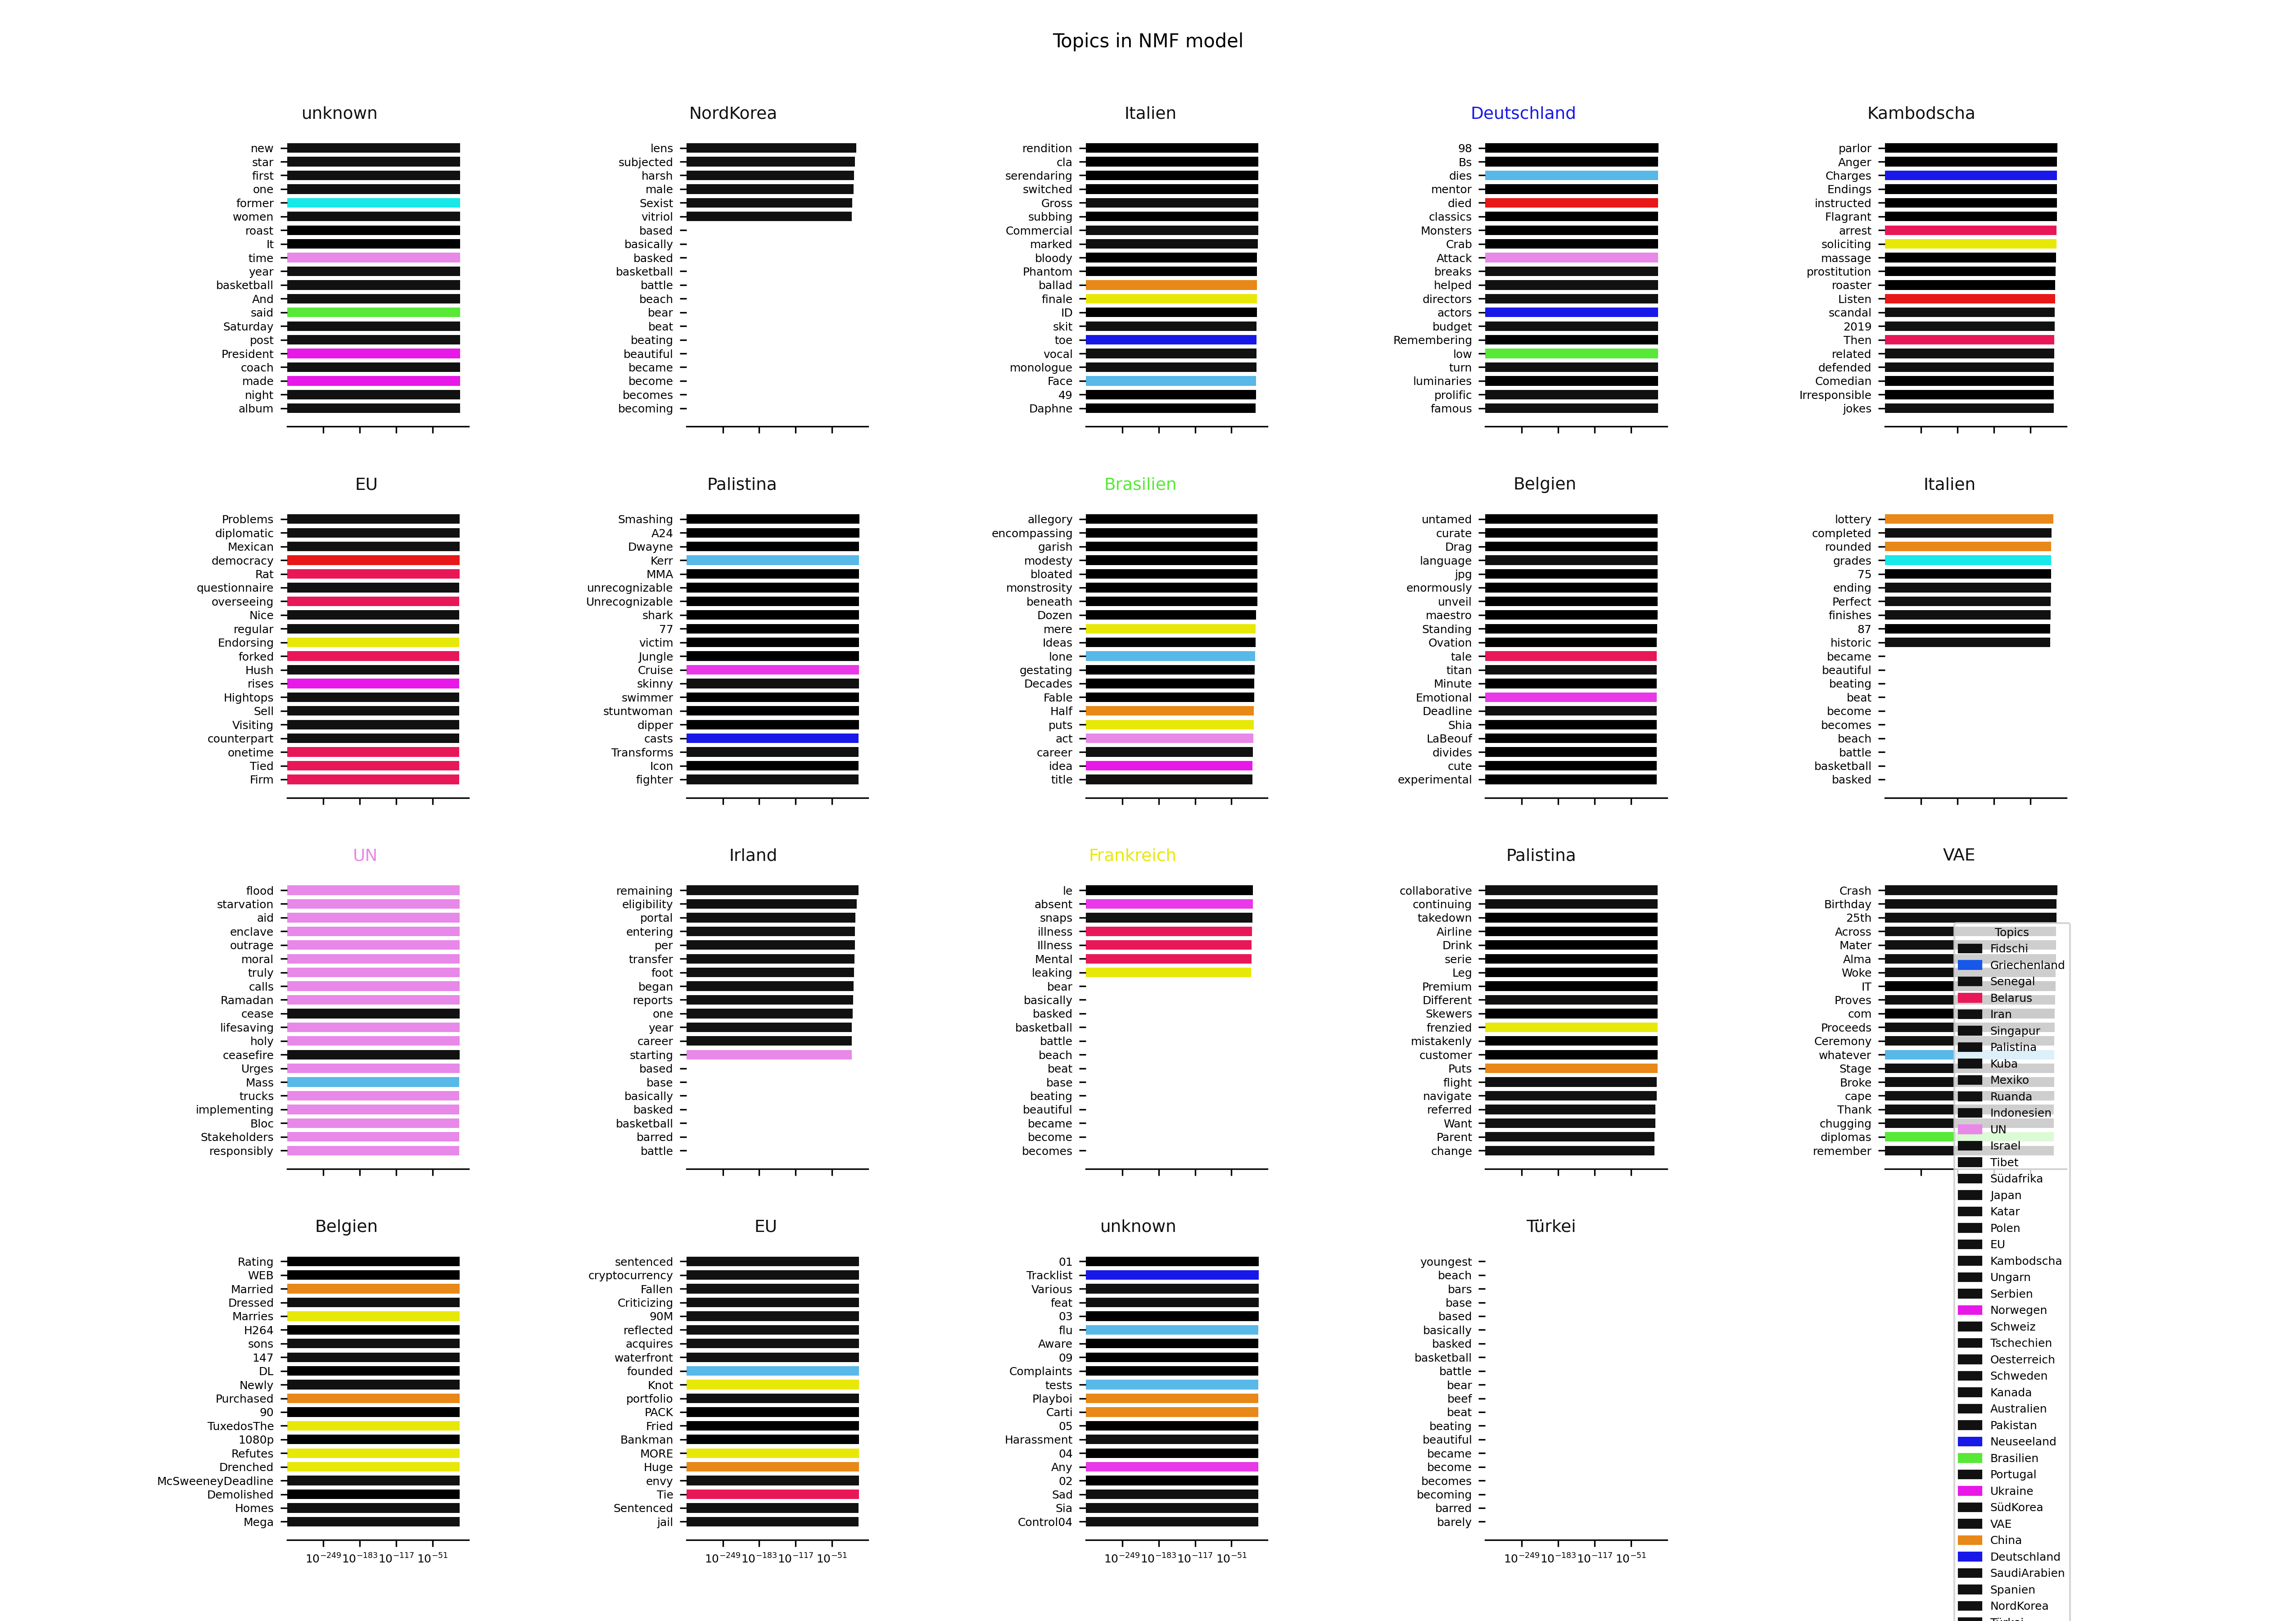 Topics in NMF model
unknown
new
star
first
one
former
women
roast
It
time
year
basketball
And
said
Saturday
post
President
coach
made
night
album
NordKorea
lens
subjected
harsh
male
Sexist
vitriol
based
basically
basked
basketball
battle
beach
bear
beat
beating
beautiful
became
become
becomes
becoming
Italien
rendition
cla
serendaring
switched
Gross
subbing
Commercial
marked
bloody
Phantom
ballad
finale
ID
skit
toe
vocal
monologue
Face
49
Daphne
Deutschland
98
Bs
dies
mentor
died
classics
Monsters
Crab
Attack
breaks
helped
directors
actors
budget
Remembering
low
turn
luminaries
prolific
famous
Kambodscha
parlor
Anger
Charges
Endings
instructed
Flagrant
arrest
soliciting
massage
prostitution
roaster
Listen
scandal
2019
Then
related
defended
Comedian
Irresponsible
jokes
EU
Problems
diplomatic
Mexican
democracy
Rat
questionnaire
overseeing
Nice
regular
Endorsing
forked
Hush
rises
Hightops
Sell
Visiting
counterpart
onetime
Tied
Firm
Palistina
Smashing
A24
Dwayne
Kerr
MMA
unrecognizable
Unrecognizable
shark
77
victim
Jungle
Cruise
skinny
swimmer
stuntwoman
dipper
casts
Transforms
Icon
fighter
Brasilien
allegory
encompassing
garish
modesty
bloated
monstrosity
beneath
Dozen
mere
Ideas
lone
gestating
Decades
Fable
Half
puts
act
career
idea
title
Belgien
untamed
curate
Drag
language
jpg
enormously
unveil
maestro
Standing
Ovation
tale
titan
Minute
Emotional
Deadline
Shia
LaBeouf
divides
cute
experimental
Italien
lottery
completed
rounded
grades
75
ending
Perfect
finishes
87
historic
became
beautiful
beating
beat
become
becomes
beach
battle
basketball
basked
UN
flood
starvation
aid
enclave
outrage
moral
truly
calls
Ramadan
cease
lifesaving
holy
ceasefire
Urges
Mass
trucks
implementing
Bloc
Stakeholders
responsibly
Irland
remaining
eligibility
portal
entering
per
transfer
foot
began
reports
one
year
career
starting
based
base
basically
basked
basketball
barred
battle
Frankreich
le
absent
snaps
illness
Illness
Mental
leaking
bear
basically
basked
basketball
battle
beach
beat
base
beating
beautiful
became
become
becomes
Palistina
collaborative
continuing
takedown
Airline
Drink
serie
Leg
Premium
Different
Skewers
frenzied
mistakenly
customer
Puts
flight
navigate
referred
Want
Parent
change
VAE
Crash
Birthday
25th
Across
Mater
Alma
Woke
IT
Proves
com
Proceeds
Ceremony
whatever
Stage
Broke
cape
Thank
chugging
diplomas
remember
Belgien
Rating
WEB
Married
Dressed
Marries
H264
sons
147
DL
Newly
Purchased
90
TuxedosThe
1080p
Refutes
Drenched
McSweeneyDeadline
Demolished
Homes
Mega
10⁻²⁴⁹ 10⁻¹⁸³ 10⁻¹¹⁷ 10⁻⁵¹
EU
sentenced
cryptocurrency
Fallen
Criticizing
90M
reflected
acquires
waterfront
founded
Knot
portfolio
PACK
Fried
Bankman
MORE
Huge
envy
Tie
Sentenced
jail
10⁻²⁴⁹ 10⁻¹⁸³ 10⁻¹¹⁷ 10⁻⁵¹
unknown
01
Tracklist
Various
feat
03
flu
Aware
09
Complaints
tests
Playboi
Carti
05
Harassment
04
Any
02
Sad
Sia
Control04
10⁻²⁴⁹ 10⁻¹⁸³ 10⁻¹¹⁷ 10⁻⁵¹
Türkei
youngest
beach
bars
base
based
basically
basked
basketball
battle
bear
beef
beat
beating
beautiful
became
become
becomes
becoming
barred
barely
10⁻²⁴⁹ 10⁻¹⁸³ 10⁻¹¹⁷ 10⁻⁵¹
Topics
Fidschi
Griechenland
Senegal
Belarus
Iran
Singapur
Palistina
Kuba
Mexiko
Ruanda
Indonesien
UN
Israel
Tibet
Südafrika
Japan
Katar
Polen
EU
Kambodscha
Ungarn
Serbien
Norwegen
Schweiz
Tschechien
Oesterreich
Schweden
Kanada
Australien
Pakistan
Neuseeland
Brasilien
Portugal
Ukraine
SüdKorea
VAE
China
Deutschland
SaudiArabien
Spanien
NordKorea